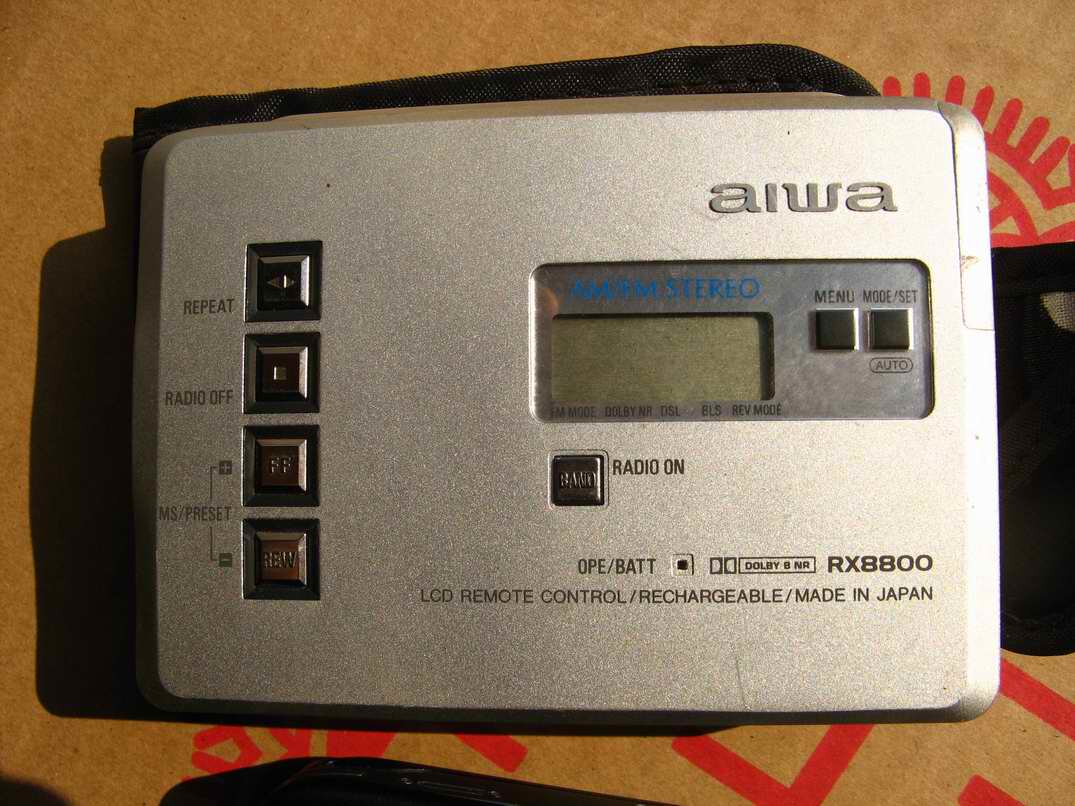 aiwa
AM/FM STEREO
MENU MODE/SET
AUTO
FM MODE DOLBY NR DSL BLS REV MODE
REPEAT
RADIO OFF
FF
MS/PRESET
REW
BAND RADIO ON
OPE/BATT DOLBY B NR RX8800
LCD REMOTE CONTROL/RECHARGEABLE/MADE IN JAPAN